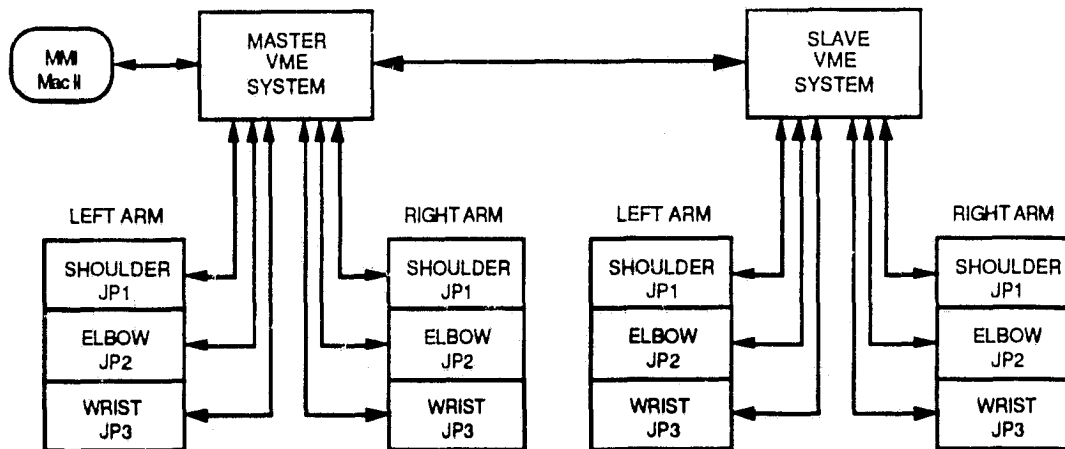 MMI
Mac II
MASTER
VME
SYSTEM
SLAVE
VME
SYSTEM
LEFT ARM
SHOULDER
JP1
ELBOW
JP2
WRIST
JP3
RIGHT ARM
SHOULDER
JP1
ELBOW
JP2
WRIST
JP3
LEFT ARM
SHOULDER
JP1
ELBOW
JP2
WRIST
JP3
RIGHT ARM
SHOULDER
JP1
ELBOW
JP2
WRIST
JP3